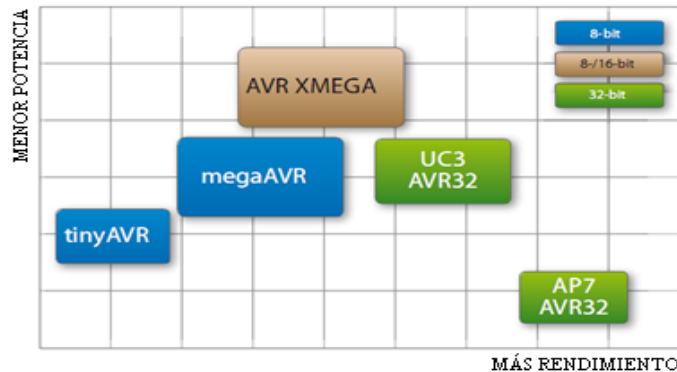 MENOR POTENCIA
8-bit
8-/16-bit
32-bit
AVR XMEGA
megaAVR
UC3
AVR32
tinyAVR
AP7
AVR32
MÁS RENDIMIENTO